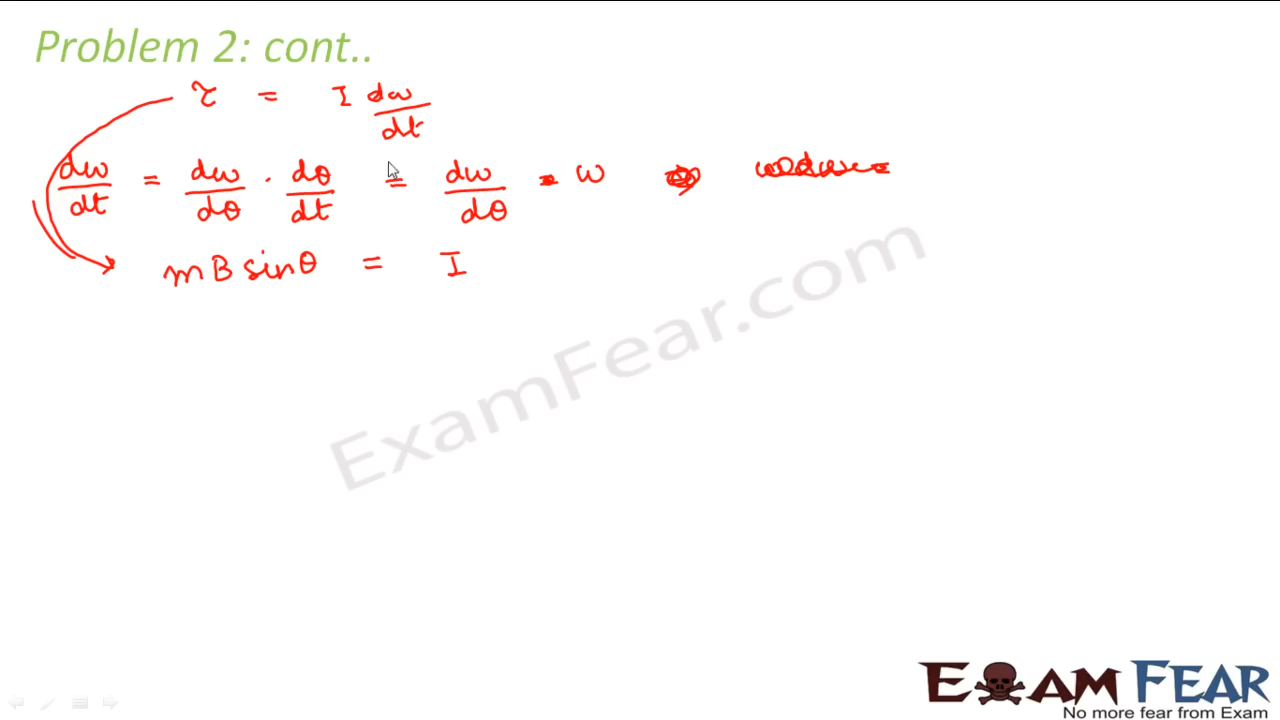 Problem 2: cont..
τ = I dω/dt
dω/dt = dω/dθ · dθ/dt = dω/dθ · ω
mB sinθ = I
ExamFear.com
EXAM FEAR
No more fear from Exam